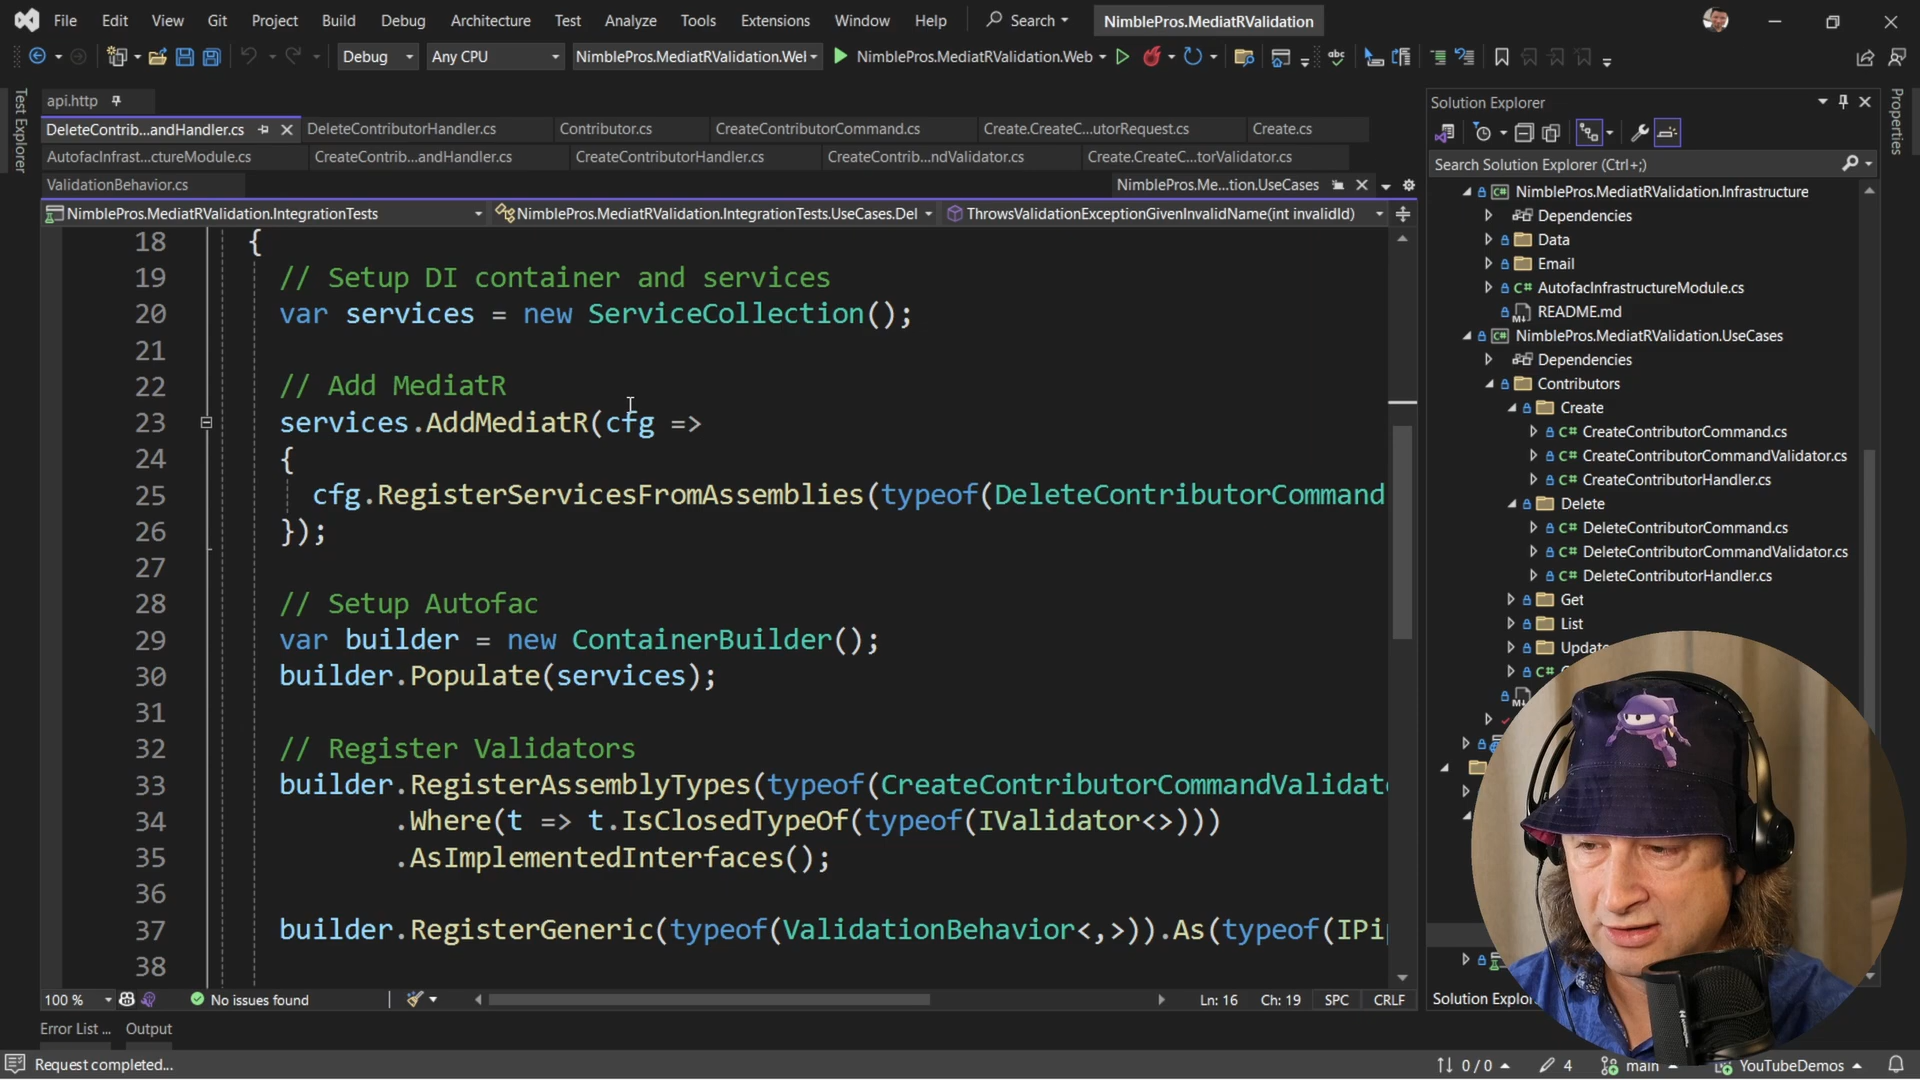 File Edit View Git Project Build Debug Architecture Test Analyze Tools Extensions Window Help Search NimblePros.MediatRValidation
Debug Any CPU NimblePros.MediatRValidation.Wel NimblePros.MediatRValidation.Web
Test Explorer
api.http
DeleteContrib...andHandler.cs DeleteContributorHandler.cs Contributor.cs CreateContributorCommand.cs Create.CreateC...utorRequest.cs Create.cs
AutofacInfrast...ctureModule.cs CreateContrib...andHandler.cs CreateContributorHandler.cs CreateContrib...ndValidator.cs Create.CreateC...torValidator.cs
ValidationBehavior.cs NimblePros.Me...tion.UseCases
NimblePros.MediatRValidation.IntegrationTests NimblePros.MediatRValidation.IntegrationTests.UseCases.Del ThrowsValidationExceptionGivenInvalidName(int invalidId)
18 {
19 // Setup DI container and services
20 var services = new ServiceCollection();
21
22 // Add MediatR
23 services.AddMediatR(cfg =>
24 {
25 cfg.RegisterServicesFromAssemblies(typeof(DeleteContributorCommand
26 });
27
28 // Setup Autofac
29 var builder = new ContainerBuilder();
30 builder.Populate(services);
31
32 // Register Validators
33 builder.RegisterAssemblyTypes(typeof(CreateContributorCommandValidato
34 .Where(t => t.IsClosedTypeOf(typeof(IValidator<>)))
35 .AsImplementedInterfaces();
36
37 builder.RegisterGeneric(typeof(ValidationBehavior<,>)).As(typeof(IPip
38
100 % No issues found Ln: 16 Ch: 19 SPC CRLF
Error List ... Output
Request completed... 0 / 0 4 main YouTubeDemos
Solution Explorer
Search Solution Explorer (Ctrl+;)
NimblePros.MediatRValidation.Infrastructure
Dependencies
Data
Email
C# AutofacInfrastructureModule.cs
README.md
NimblePros.MediatRValidation.UseCases
Dependencies
Contributors
Create
C# CreateContributorCommand.cs
C# CreateContributorCommandValidator.cs
C# CreateContributorHandler.cs
Delete
C# DeleteContributorCommand.cs
C# DeleteContributorCommandValidator.cs
C# DeleteContributorHandler.cs
Get
List
Update
C#
Solution Explo
Properties